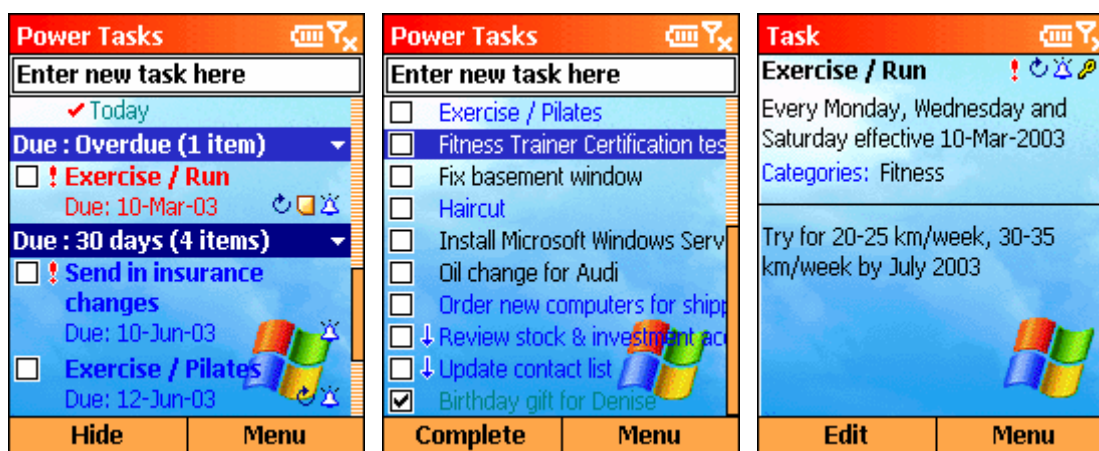 Power Tasks
Enter new task here
Today
Due : Overdue (1 item)
Exercise / Run
Due: 10-Mar-03
Due : 30 days (4 items)
Send in insurance
changes
Due: 10-Jun-03
Exercise / Pilates
Due: 12-Jun-03
Hide Menu
Power Tasks
Enter new task here
Exercise / Pilates
Fitness Trainer Certification tes
Fix basement window
Haircut
Install Microsoft Windows Serv
Oil change for Audi
Order new computers for shipp
Review stock & investment acc
Update contact list
Birthday gift for Denise
Complete Menu
Task
Exercise / Run
Every Monday, Wednesday and
Saturday effective 10-Mar-2003
Categories: Fitness
Try for 20-25 km/week, 30-35
km/week by July 2003
Edit Menu